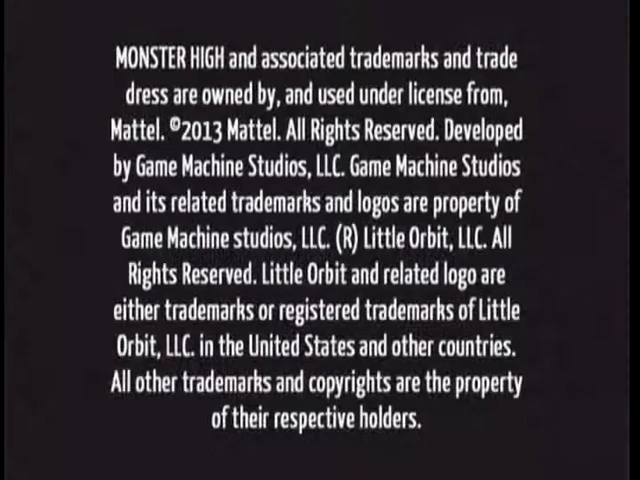 MONSTER HIGH and associated trademarks and trade
dress are owned by, and used under license from,
Mattel. ©2013 Mattel. All Rights Reserved. Developed
by Game Machine Studios, LLC. Game Machine Studios
and its related trademarks and logos are property of
Game Machine studios, LLC. (R) Little Orbit, LLC. All
Rights Reserved. Little Orbit and related logo are
either trademarks or registered trademarks of Little
Orbit, LLC. in the United States and other countries.
All other trademarks and copyrights are the property
of their respective holders.